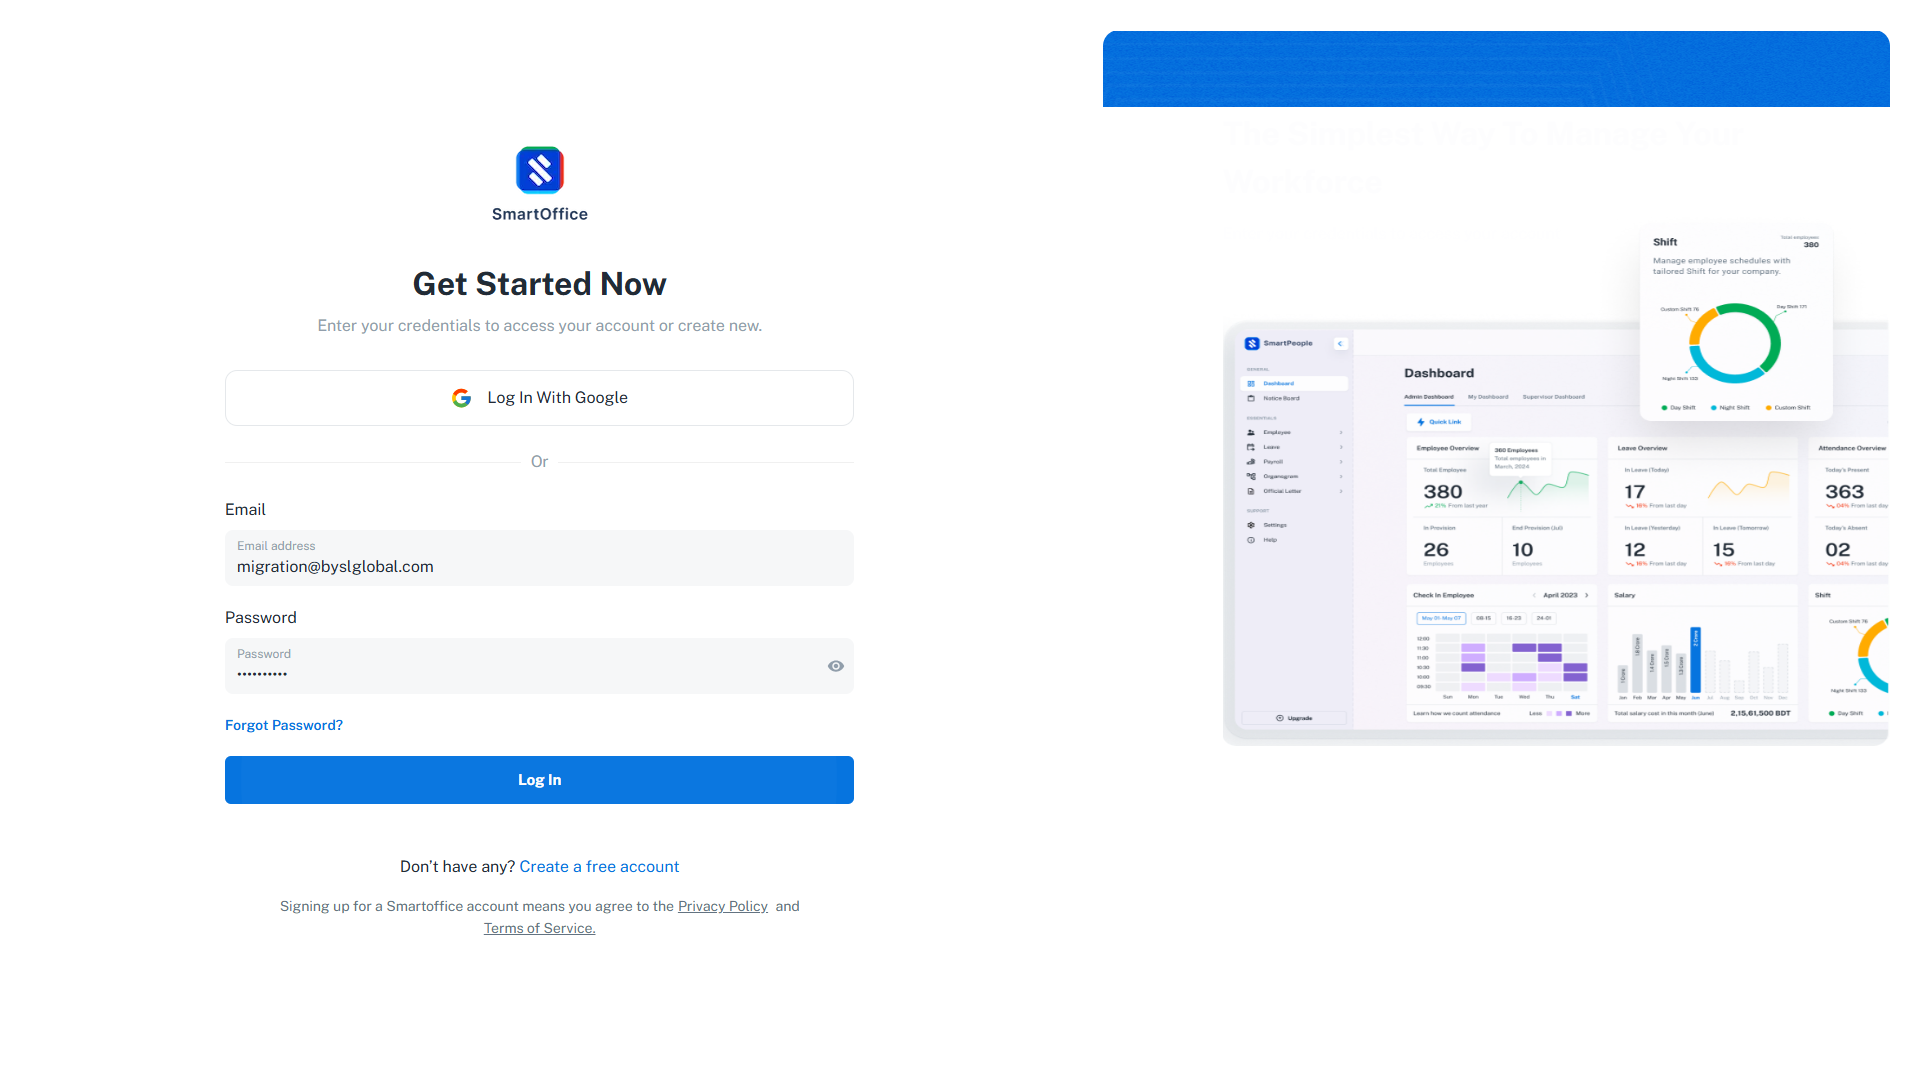 SmartOffice
Get Started Now
Enter your credentials to access your account or create new.
Log In With Google
Or
Email
Email address
migration@byslglobal.com
Password
Password
••••••••••
Forgot Password?
Log In
Don't have any? Create a free account
Signing up for a Smartoffice account means you agree to the Privacy Policy and
Terms of Service.
The Simplest Way To Manage Your
Workforce
Shift
Total employees
380
Manage employee schedules with
tailored Shift for your company.
Custom Shift 76
Day Shift 171
Night Shift 133
Day Shift
Night Shift
Custom Shift
SmartPeople
GENERAL
Dashboard
Notice Board
ESSENTIALS
Employee
Leave
Payroll
Organogram
Official Letter
SUPPORT
Settings
Help
Upgrade
Dashboard
Admin Dashboard
My Dashboard
Supervisor Dashboard
Quick Link
Employee Overview
380 Employees
Total employees in
March, 2024
Total Employee
380
21% From last year
In Provision
26
Employees
End Provision (Jul)
10
Employees
Leave Overview
In Leave (Today)
17
16% From last day
In Leave (Yesterday)
12
16% From last day
In Leave (Tomorrow)
15
16% From last day
Attendance Overview
Today's Present
363
04% From last day
Today's Absent
02
04% From last day
Check In Employee
April 2023
May 01-May 07
08-15
16-23
24-01
12:00
11:30
11:00
10:30
10:00
09:30
Sun Mon Tue Wed Thu Fri Sat
Learn how we count attendance
Less
More
Salary
2 Crore
Jan Feb Mar Apr May Jun Jul Aug Sep Oct Nov Dec
Total salary cost in this month (June)
2,15,61,500 BDT
Shift
Custom Shift 76
Night Shift 133
Day Shift